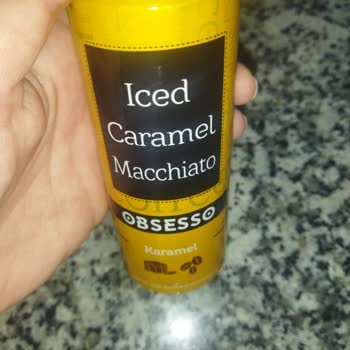 Iced
Caramel
Macchiato
OBSESSO
Karamel